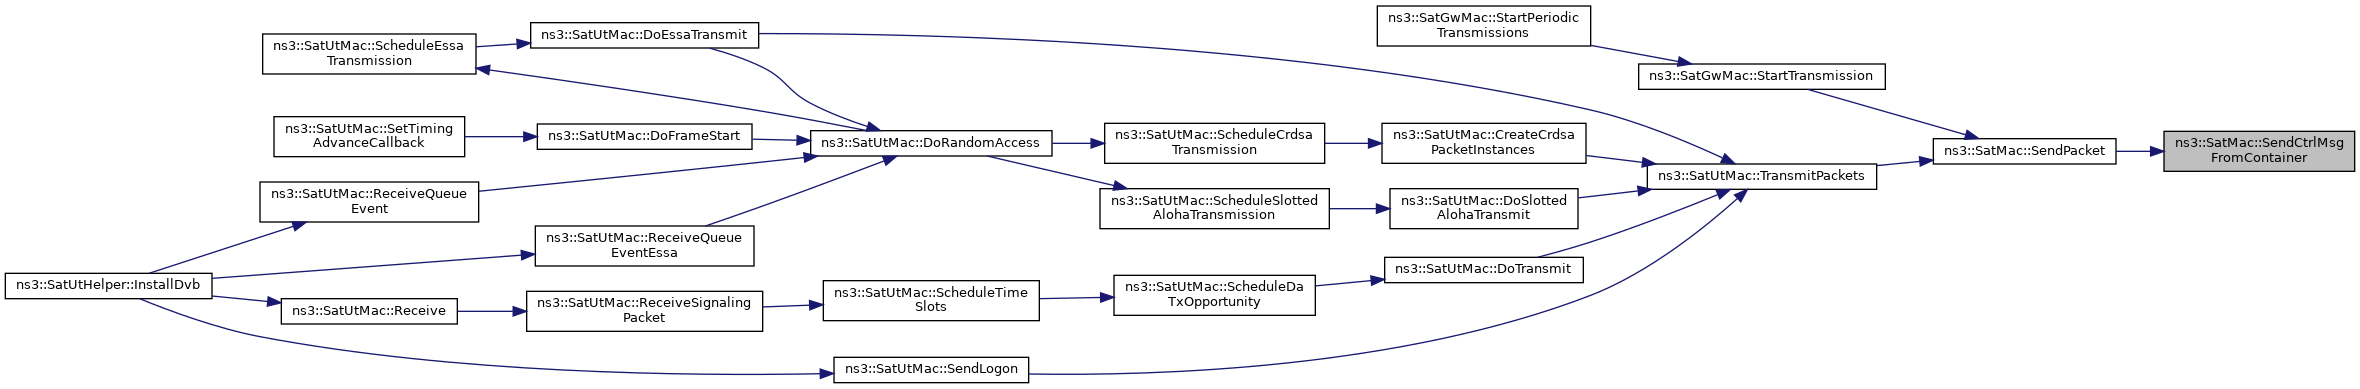 ns3::SatGwMac::StartPeriodic
Transmissions
ns3::SatUtMac::DoEssaTransmit
ns3::SatUtMac::ScheduleEssa
Transmission
ns3::SatGwMac::StartTransmission
ns3::SatUtMac::SetTiming
AdvanceCallback
ns3::SatUtMac::DoFrameStart
ns3::SatUtMac::DoRandomAccess
ns3::SatUtMac::ScheduleCrdsa
Transmission
ns3::SatUtMac::CreateCrdsa
PacketInstances
ns3::SatMac::SendPacket
ns3::SatMac::SendCtrlMsg
FromContainer
ns3::SatUtMac::TransmitPackets
ns3::SatUtMac::ReceiveQueue
Event
ns3::SatUtMac::ScheduleSlotted
AlohaTransmission
ns3::SatUtMac::DoSlotted
AlohaTransmit
ns3::SatUtMac::ReceiveQueue
EventEssa
ns3::SatUtMac::DoTransmit
ns3::SatUtHelper::InstallDvb
ns3::SatUtMac::Receive
ns3::SatUtMac::ReceiveSignaling
Packet
ns3::SatUtMac::ScheduleTime
Slots
ns3::SatUtMac::ScheduleDa
TxOpportunity
ns3::SatUtMac::SendLogon